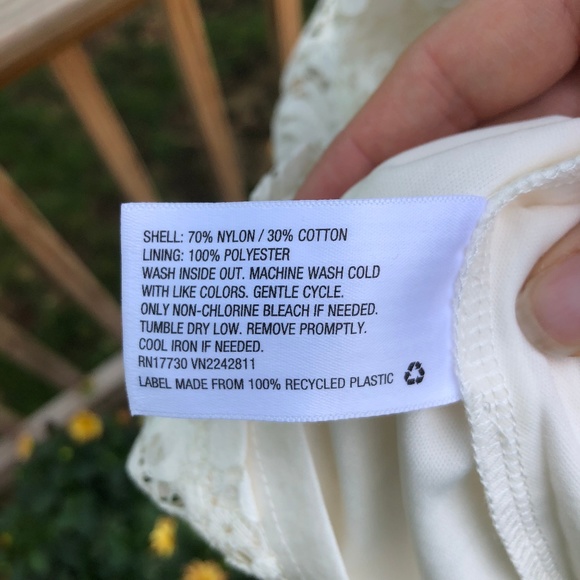 SHELL: 70% NYLON / 30% COTTON
LINING: 100% POLYESTER
WASH INSIDE OUT. MACHINE WASH COLD
WITH LIKE COLORS. GENTLE CYCLE.
ONLY NON-CHLORINE BLEACH IF NEEDED.
TUMBLE DRY LOW. REMOVE PROMPTLY.
COOL IRON IF NEEDED.
RN17730 VN2242811
LABEL MADE FROM 100% RECYCLED PLASTIC